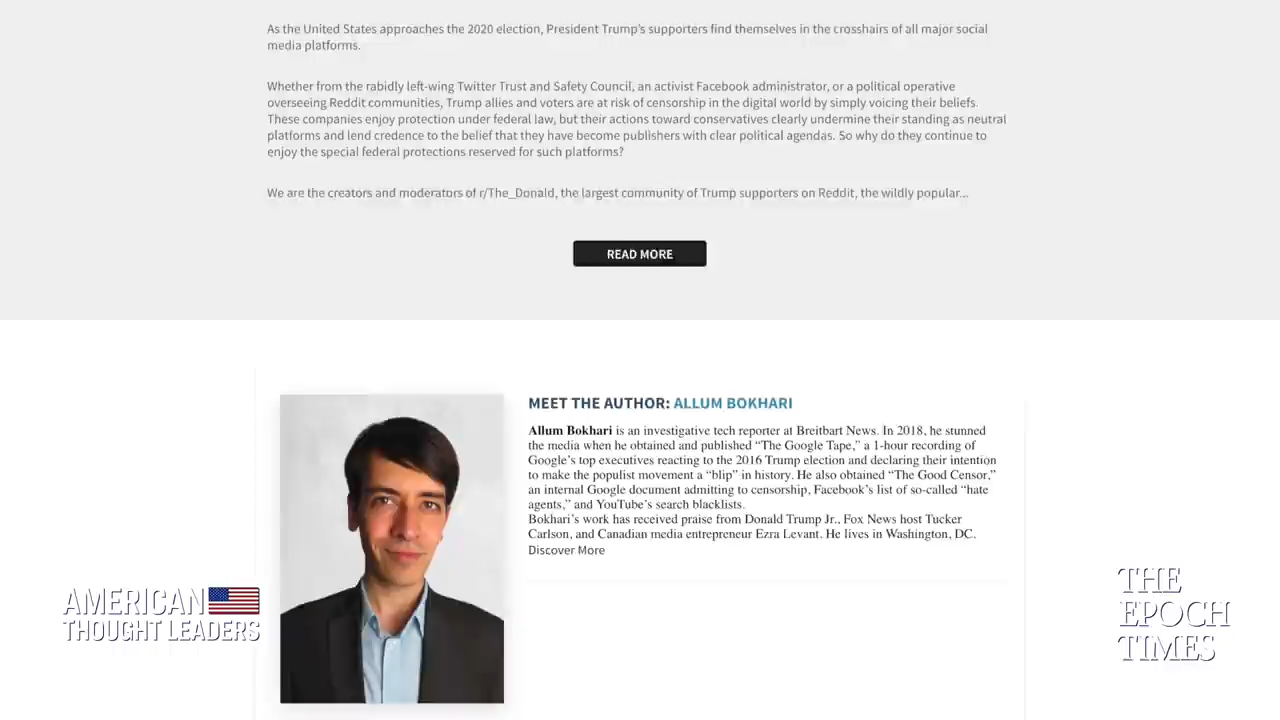 As the United States approaches the 2020 election, President Trump's supporters find themselves in the crosshairs of all major social
media platforms.
Whether from the rabidly left-wing Twitter Trust and Safety Council, an activist Facebook administrator, or a political operative
overseeing Reddit communities, Trump allies and voters are at risk of censorship in the digital world by simply voicing their beliefs.
These companies enjoy protection under federal law, but their actions toward conservatives clearly undermine their standing as neutral
platforms and lend credence to the belief that they have become publishers with clear political agendas. So why do they continue to
enjoy the special federal protections reserved for such platforms?
We are the creators and moderators of r/The_Donald, the largest community of Trump supporters on Reddit, the wildly popular...
READ MORE
MEET THE AUTHOR: ALLUM BOKHARI
Allum Bokhari is an investigative tech reporter at Breitbart News. In 2018, he stunned
the media when he obtained and published “The Google Tape,” a 1-hour recording of
Google’s top executives reacting to the 2016 Trump election and declaring their intention
to make the populist movement a “blip” in history. He also obtained “The Good Censor,”
an internal Google document admitting to censorship, Facebook’s list of so-called “hate
agents,” and YouTube’s search blacklists.
Bokhari’s work has received praise from Donald Trump Jr., Fox News host Tucker
Carlson, and Canadian media entrepreneur Ezra Levant. He lives in Washington, DC.
Discover More
AMERICAN
THOUGHT LEADERS
THE
EPOCH
TIMES